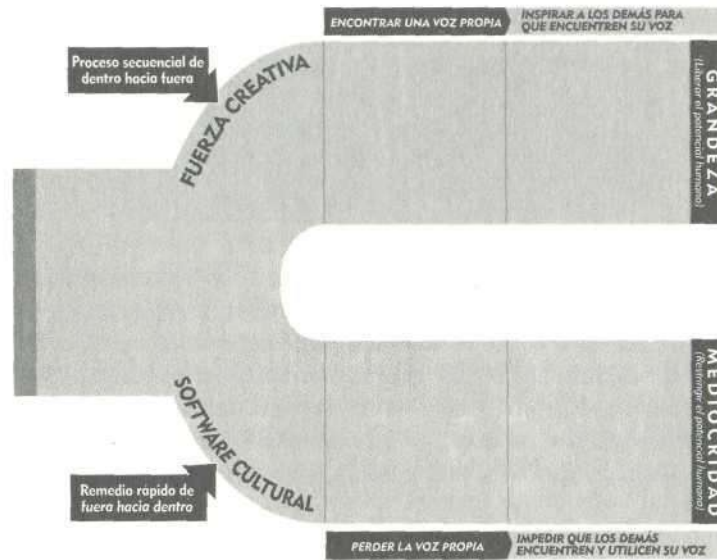 ENCONTRAR UNA VOZ PROPIA
INSPIRAR A LOS DEMÁS PARA
QUE ENCUENTREN SU VOZ
Proceso secuencial de
dentro hacia fuera
FUERZA CREATIVA
GRANDEZA
(Liberar el potencial humano)
SOFTWARE CULTURAL
Remedio rápido de
fuera hacia dentro
MEDIOCRIDAD
(Restringir el potencial humano)
PERDER LA VOZ PROPIA
IMPEDIR QUE LOS DEMÁS
ENCUENTREN Y UTILICEN SU VOZ